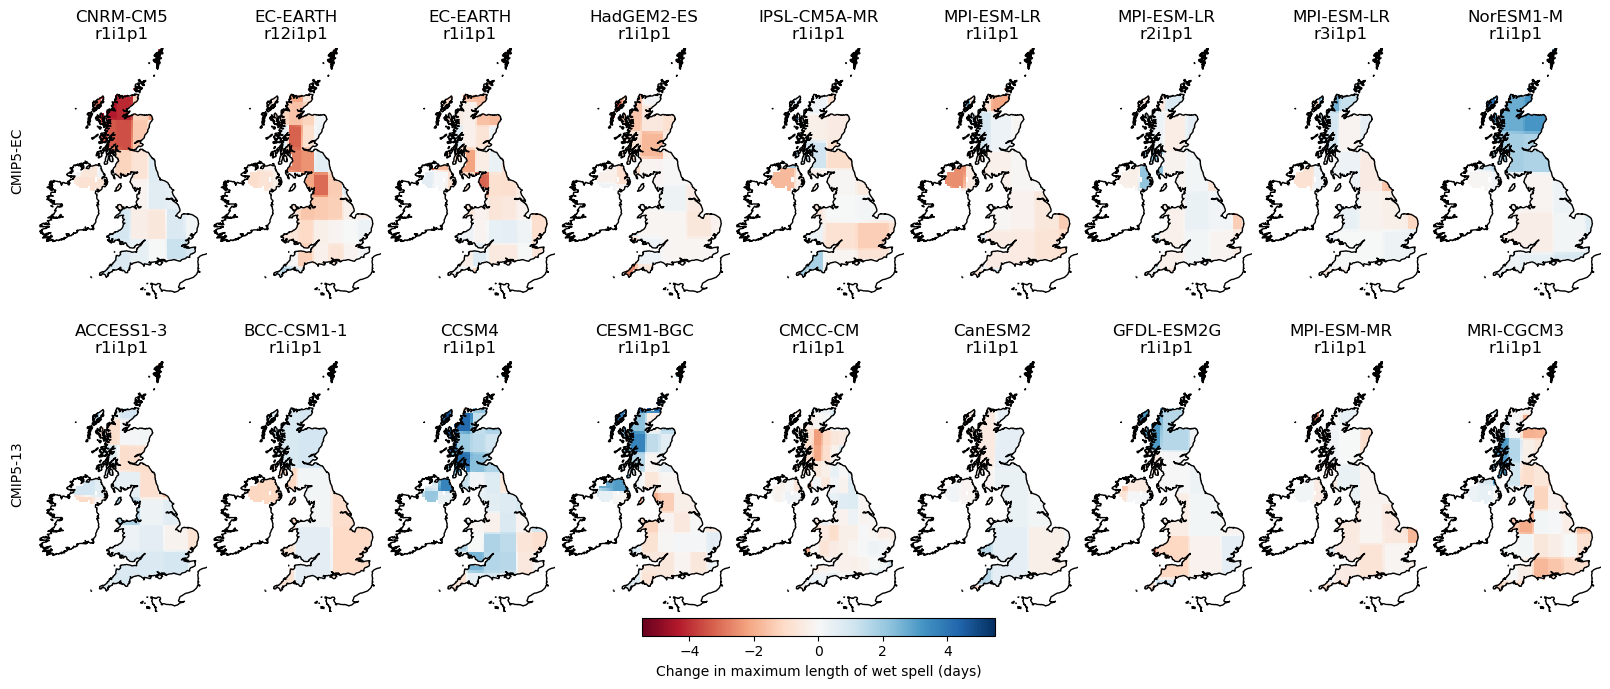 CNRM-CM5 EC-EARTH EC-EARTH HadGEM2-ES IPSL-CM5A-MR MPI-ESM-LR MPI-ESM-LR MPI-ESM-LR NorESM1-M
r1i1p1 r12i1p1 r1i1p1 r1i1p1 r1i1p1 r1i1p1 r2i1p1 r3i1p1 r1i1p1
CMIP5-EC
ACCESS1-3 BCC-CSM1-1 CCSM4 CESM1-BGC CMCC-CM CanESM2 GFDL-ESM2G MPI-ESM-MR MRI-CGCM3
r1i1p1 r1i1p1 r1i1p1 r1i1p1 r1i1p1 r1i1p1 r1i1p1 r1i1p1 r1i1p1
CMIP5-13
−4 −2 0 2 4
Change in maximum length of wet spell (days)